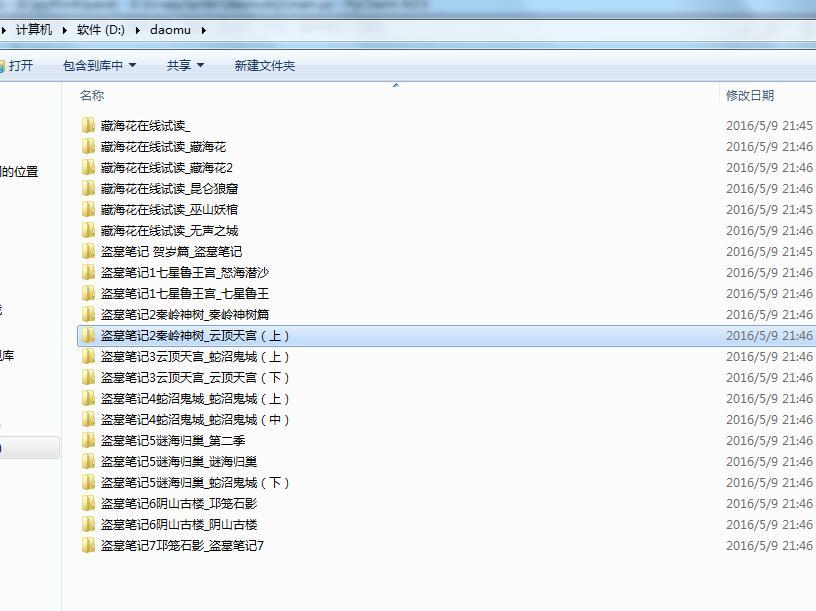 计算机 软件 (D:) daomu
打开 包含到库中 共享 新建文件夹
名称 修改日期
藏海花在线试读_ 2016/5/9 21:45
藏海花在线试读_藏海花 2016/5/9 21:46
藏海花在线试读_藏海花2 2016/5/9 21:46
藏海花在线试读_昆仑狼窟 2016/5/9 21:46
藏海花在线试读_巫山妖棺 2016/5/9 21:45
藏海花在线试读_无声之城 2016/5/9 21:46
盗墓笔记 贺岁篇_盗墓笔记 2016/5/9 21:45
盗墓笔记1七星鲁王宫_怒海潜沙 2016/5/9 21:46
盗墓笔记1七星鲁王宫_七星鲁王 2016/5/9 21:46
盗墓笔记2秦岭神树_秦岭神树篇 2016/5/9 21:46
盗墓笔记2秦岭神树_云顶天宫（上） 2016/5/9 21:46
盗墓笔记3云顶天宫_蛇沼鬼城（上） 2016/5/9 21:46
盗墓笔记3云顶天宫_云顶天宫（下） 2016/5/9 21:46
盗墓笔记4蛇沼鬼城_蛇沼鬼城（上） 2016/5/9 21:46
盗墓笔记4蛇沼鬼城_蛇沼鬼城（中） 2016/5/9 21:46
盗墓笔记5谜海归巢_第二季 2016/5/9 21:46
盗墓笔记5谜海归巢_谜海归巢 2016/5/9 21:46
盗墓笔记5谜海归巢_蛇沼鬼城（下） 2016/5/9 21:46
盗墓笔记6阴山古楼_邛笼石影 2016/5/9 21:46
盗墓笔记6阴山古楼_阴山古楼 2016/5/9 21:46
盗墓笔记7邛笼石影_盗墓笔记7 2016/5/9 21:46
的位置
库